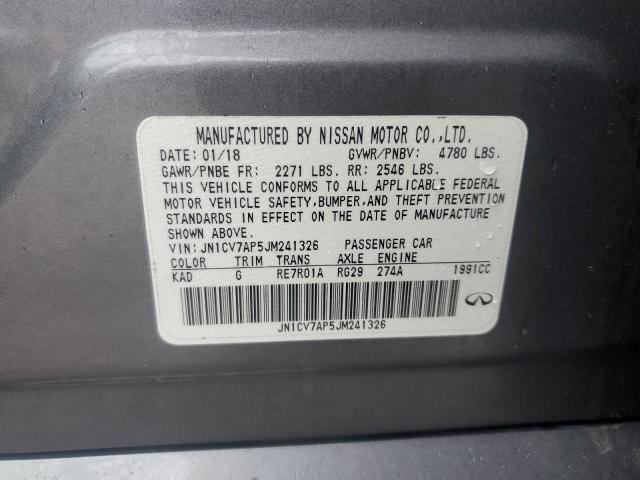 MANUFACTURED BY NISSAN MOTOR CO.,LTD.
DATE: 01/18 GVWR/PNBV: 4780 LBS.
GAWR/PNBE FR: 2271 LBS. RR: 2546 LBS.
THIS VEHICLE CONFORMS TO ALL APPLICABLE FEDERAL
MOTOR VEHICLE SAFETY,BUMPER,AND THEFT PREVENTION
STANDARDS IN EFFECT ON THE DATE OF MANUFACTURE
SHOWN ABOVE.
VIN:JN1CV7AP5JM241326 PASSENGER CAR
COLOR TRIM TRANS AXLE ENGINE
KAD G RE7R01A RG29 274A 1991CC
JN1CV7AP5JM241326